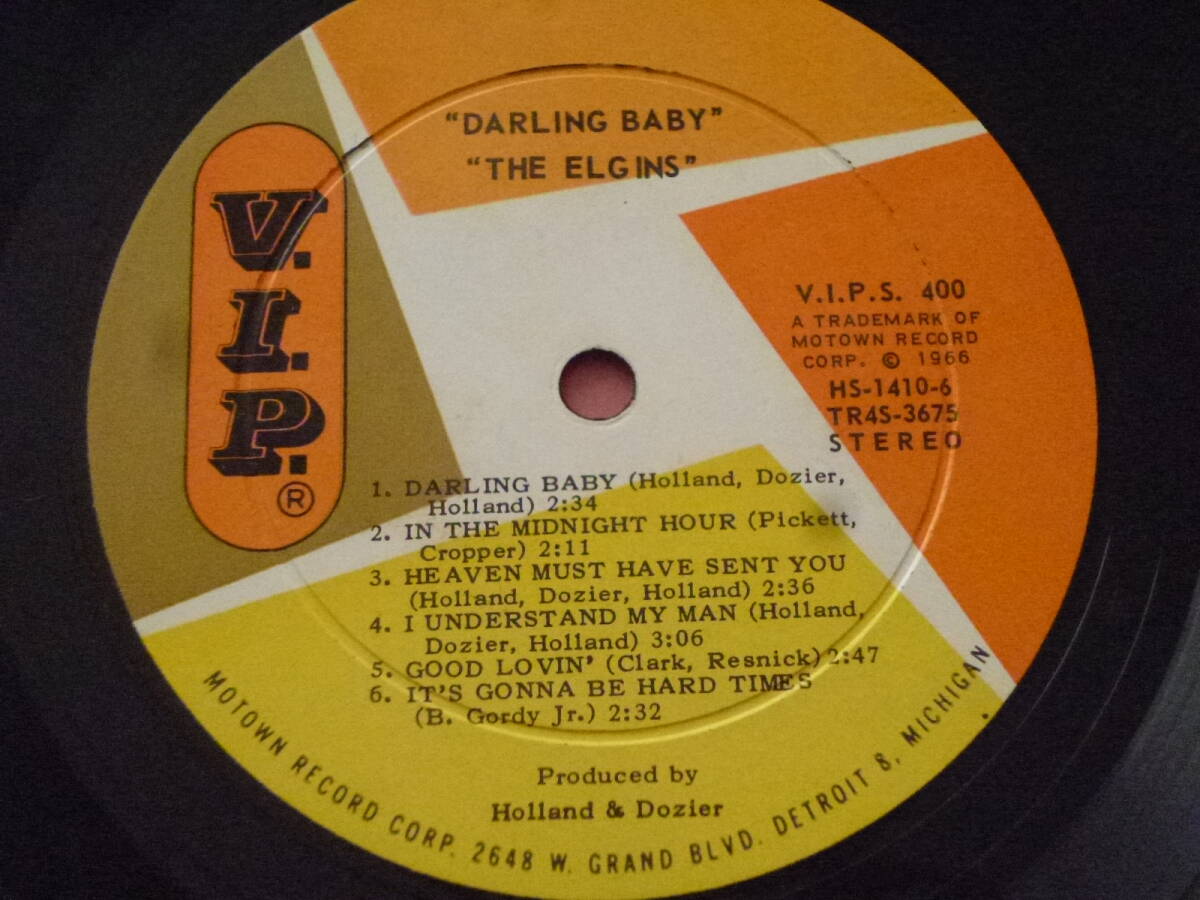 "DARLING BABY"
"THE ELGINS"
V.I.P.
®
V.I.P.S. 400
A TRADEMARK OF
MOTOWN RECORD
CORP. © 1966
HS-1410-6
TR4S-3675
STEREO
1. DARLING BABY (Holland, Dozier,
Holland) 2:34
2. IN THE MIDNIGHT HOUR (Pickett,
Cropper) 2:11
3. HEAVEN MUST HAVE SENT YOU
(Holland, Dozier, Holland) 2:36
4. I UNDERSTAND MY MAN (Holland,
Dozier, Holland) 3:06
5. GOOD LOVIN' (Clark, Resnick) 2:47
6. IT'S GONNA BE HARD TIMES
(B. Gordy Jr.) 2:32
Produced by
Holland & Dozier
MOTOWN RECORD CORP. 2648 W. GRAND BLVD. DETROIT 8, MICHIGAN